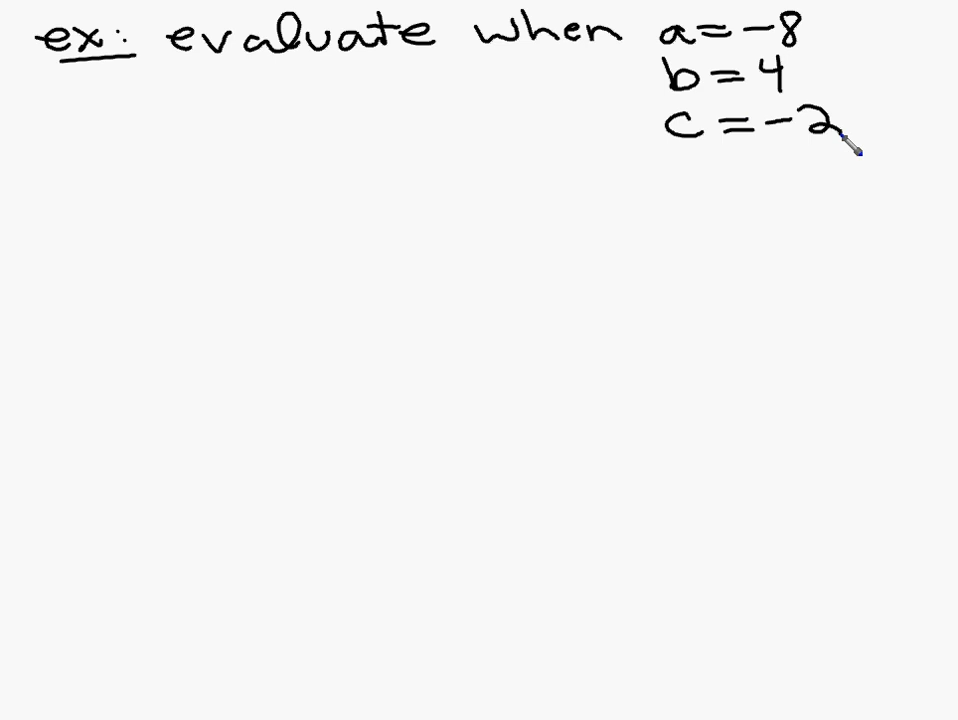 ex: evaluate when a = -8
b = 4
c = -2